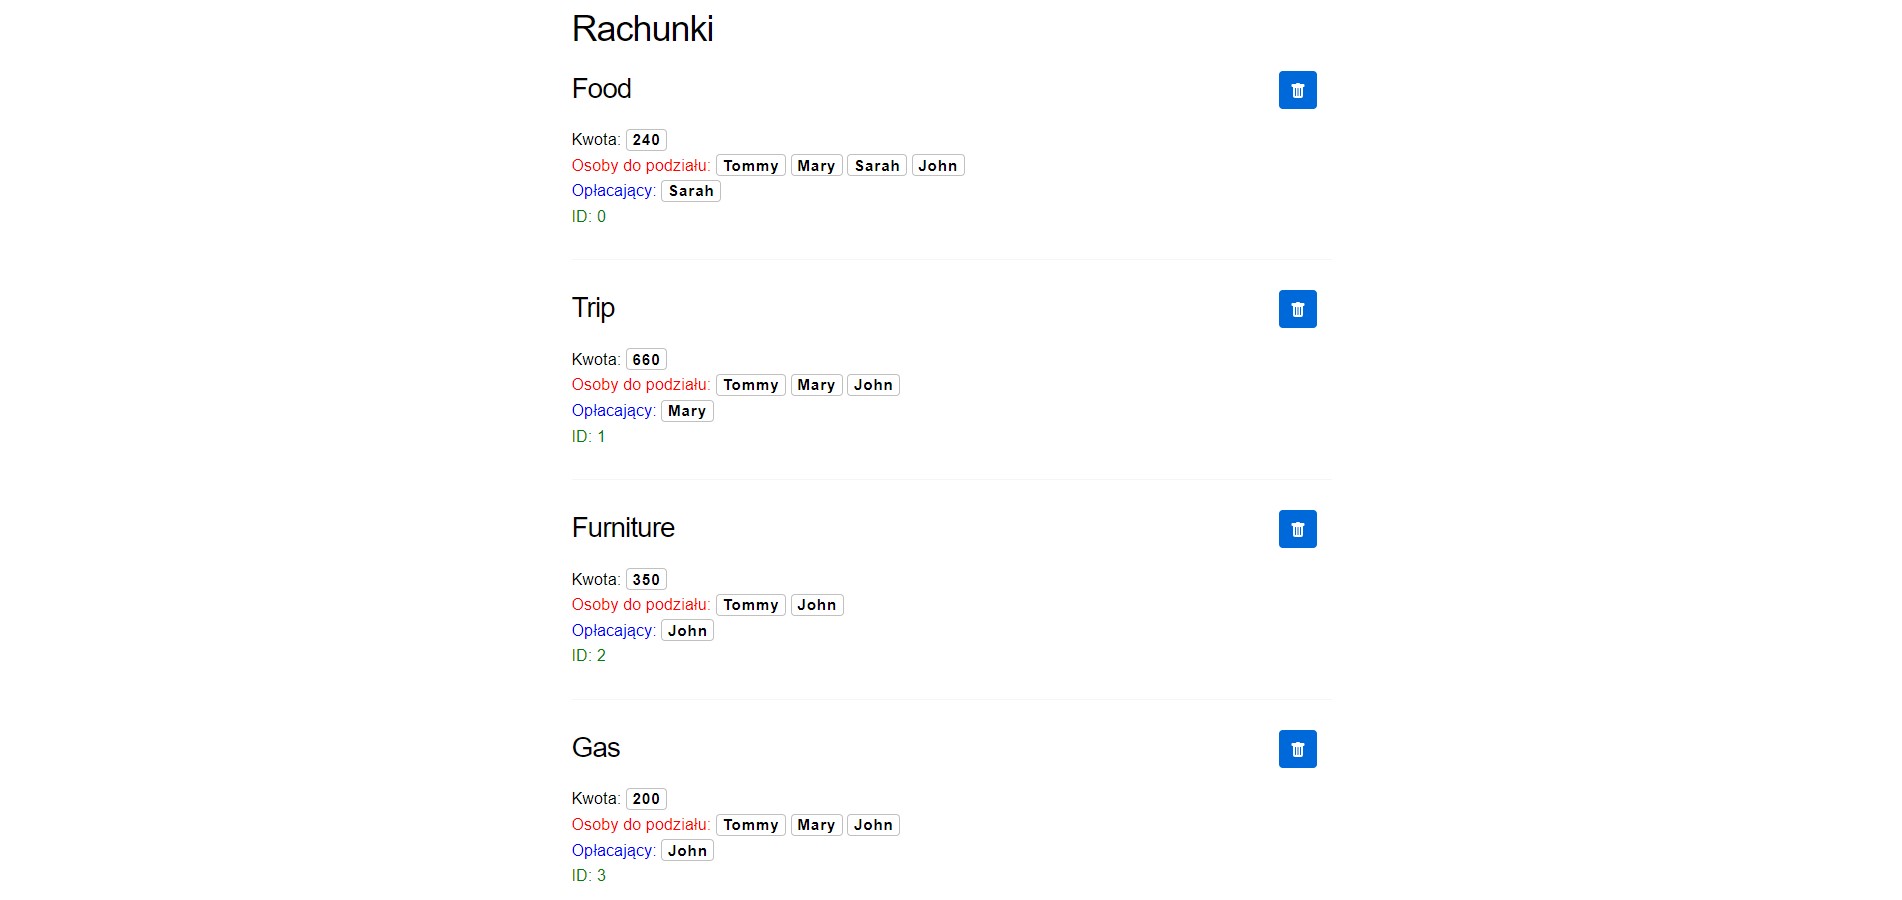 Rachunki
Food
Kwota: 240
Osoby do podziału: Tommy Mary Sarah John
Opłacający: Sarah
ID: 0
Trip
Kwota: 660
Osoby do podziału: Tommy Mary John
Opłacający: Mary
ID: 1
Furniture
Kwota: 350
Osoby do podziału: Tommy John
Opłacający: John
ID: 2
Gas
Kwota: 200
Osoby do podziału: Tommy Mary John
Opłacający: John
ID: 3